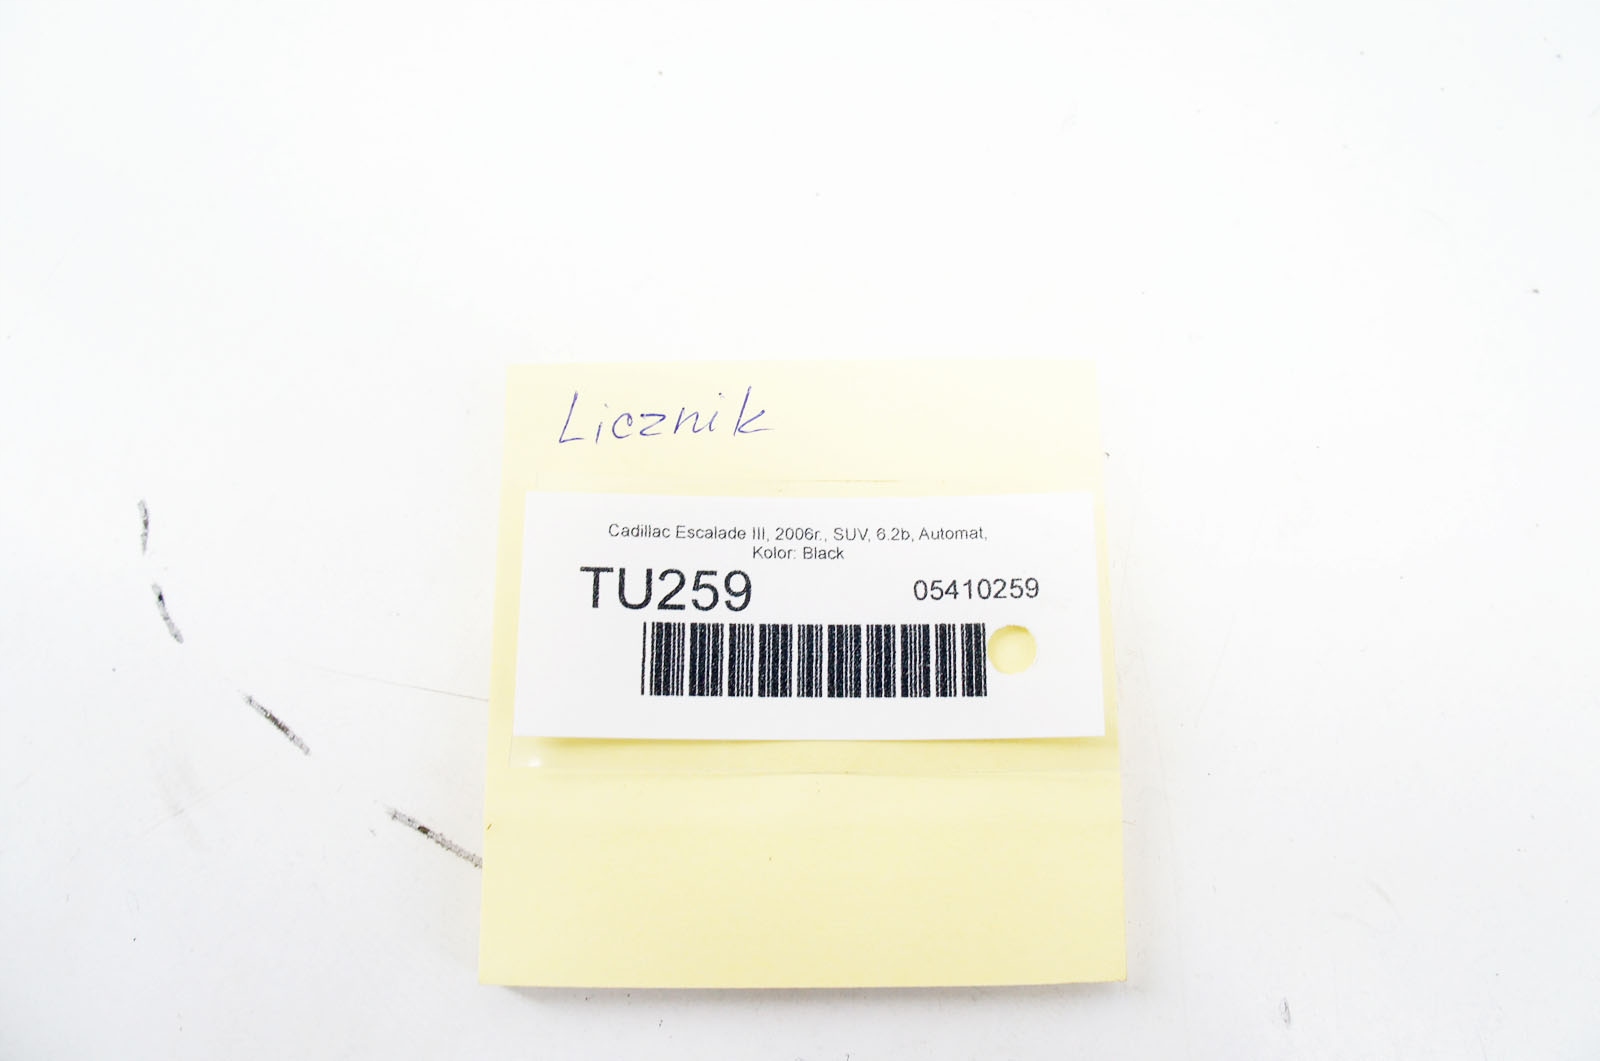 Licznik
Cadillac Escalade III, 2006r., SUV, 6.2b, Automat,
Kolor: Black
TU259 05410259